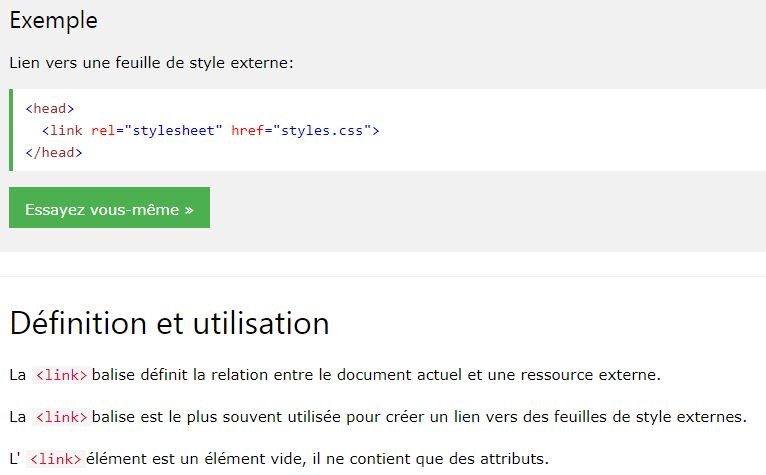 Exemple
Lien vers une feuille de style externe:
<head>
  <link rel="stylesheet" href="styles.css">
</head>
Essayez vous-même »
Définition et utilisation
La <link> balise définit la relation entre le document actuel et une ressource externe.
La <link> balise est le plus souvent utilisée pour créer un lien vers des feuilles de style externes.
L' <link> élément est un élément vide, il ne contient que des attributs.